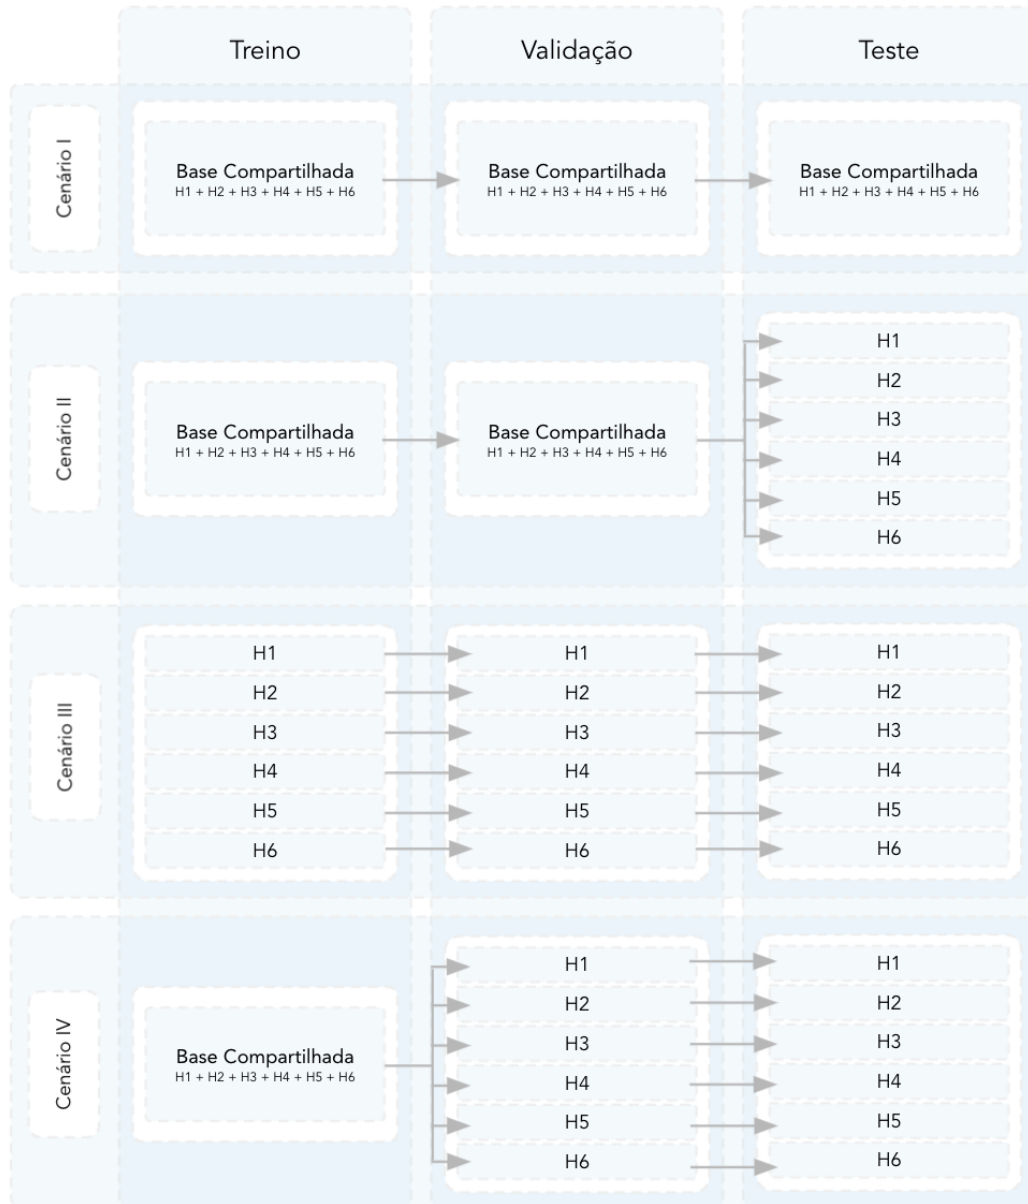 Treino
Validação
Teste
Cenário I
Base Compartilhada
H1 + H2 + H3 + H4 + H5 + H6
Base Compartilhada
H1 + H2 + H3 + H4 + H5 + H6
Base Compartilhada
H1 + H2 + H3 + H4 + H5 + H6
Cenário II
Base Compartilhada
H1 + H2 + H3 + H4 + H5 + H6
Base Compartilhada
H1 + H2 + H3 + H4 + H5 + H6
H1
H2
H3
H4
H5
H6
Cenário III
H1
H2
H3
H4
H5
H6
H1
H2
H3
H4
H5
H6
H1
H2
H3
H4
H5
H6
Cenário IV
Base Compartilhada
H1 + H2 + H3 + H4 + H5 + H6
H1
H2
H3
H4
H5
H6
H1
H2
H3
H4
H5
H6